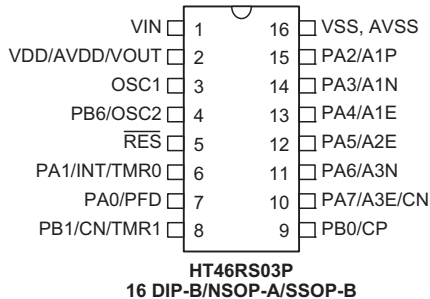 VIN 1 16 VSS, AVSS
VDD/AVDD/VOUT 2 15 PA2/A1P
OSC1 3 14 PA3/A1N
PB6/OSC2 4 13 PA4/A1E
RES 5 12 PA5/A2E
PA1/INT/TMR0 6 11 PA6/A3N
PA0/PFD 7 10 PA7/A3E/CN
PB1/CN/TMR1 8 9 PB0/CP
HT46RS03P
16 DIP-B/NSOP-A/SSOP-B